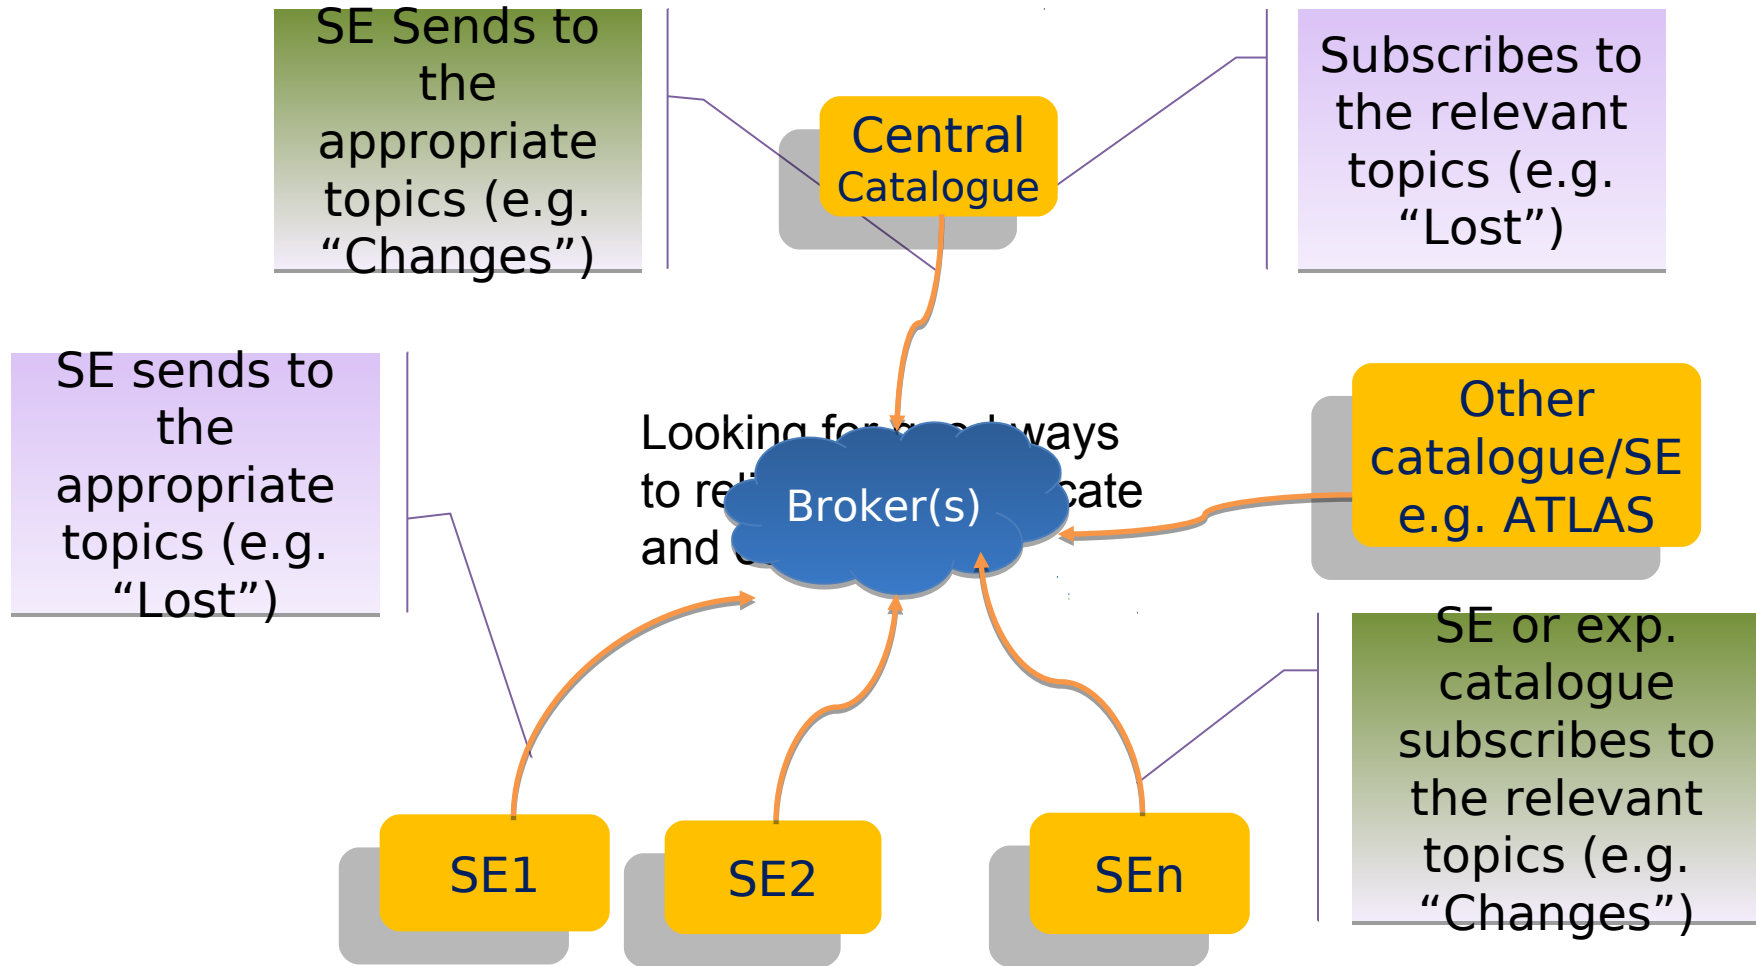 SE Sends to
the
appropriate
topics (e.g.
“Changes”)
Central
Catalogue
Subscribes to
the relevant
topics (e.g.
“Lost”)
SE sends to
the
appropriate
topics (e.g.
“Lost”)
Looking for ways
to
and
Broker(s)
Other
catalogue/SE
e.g. ATLAS
SE or exp.
catalogue
subscribes to
the relevant
topics (e.g.
“Changes”)
SE1
SE2
SEn